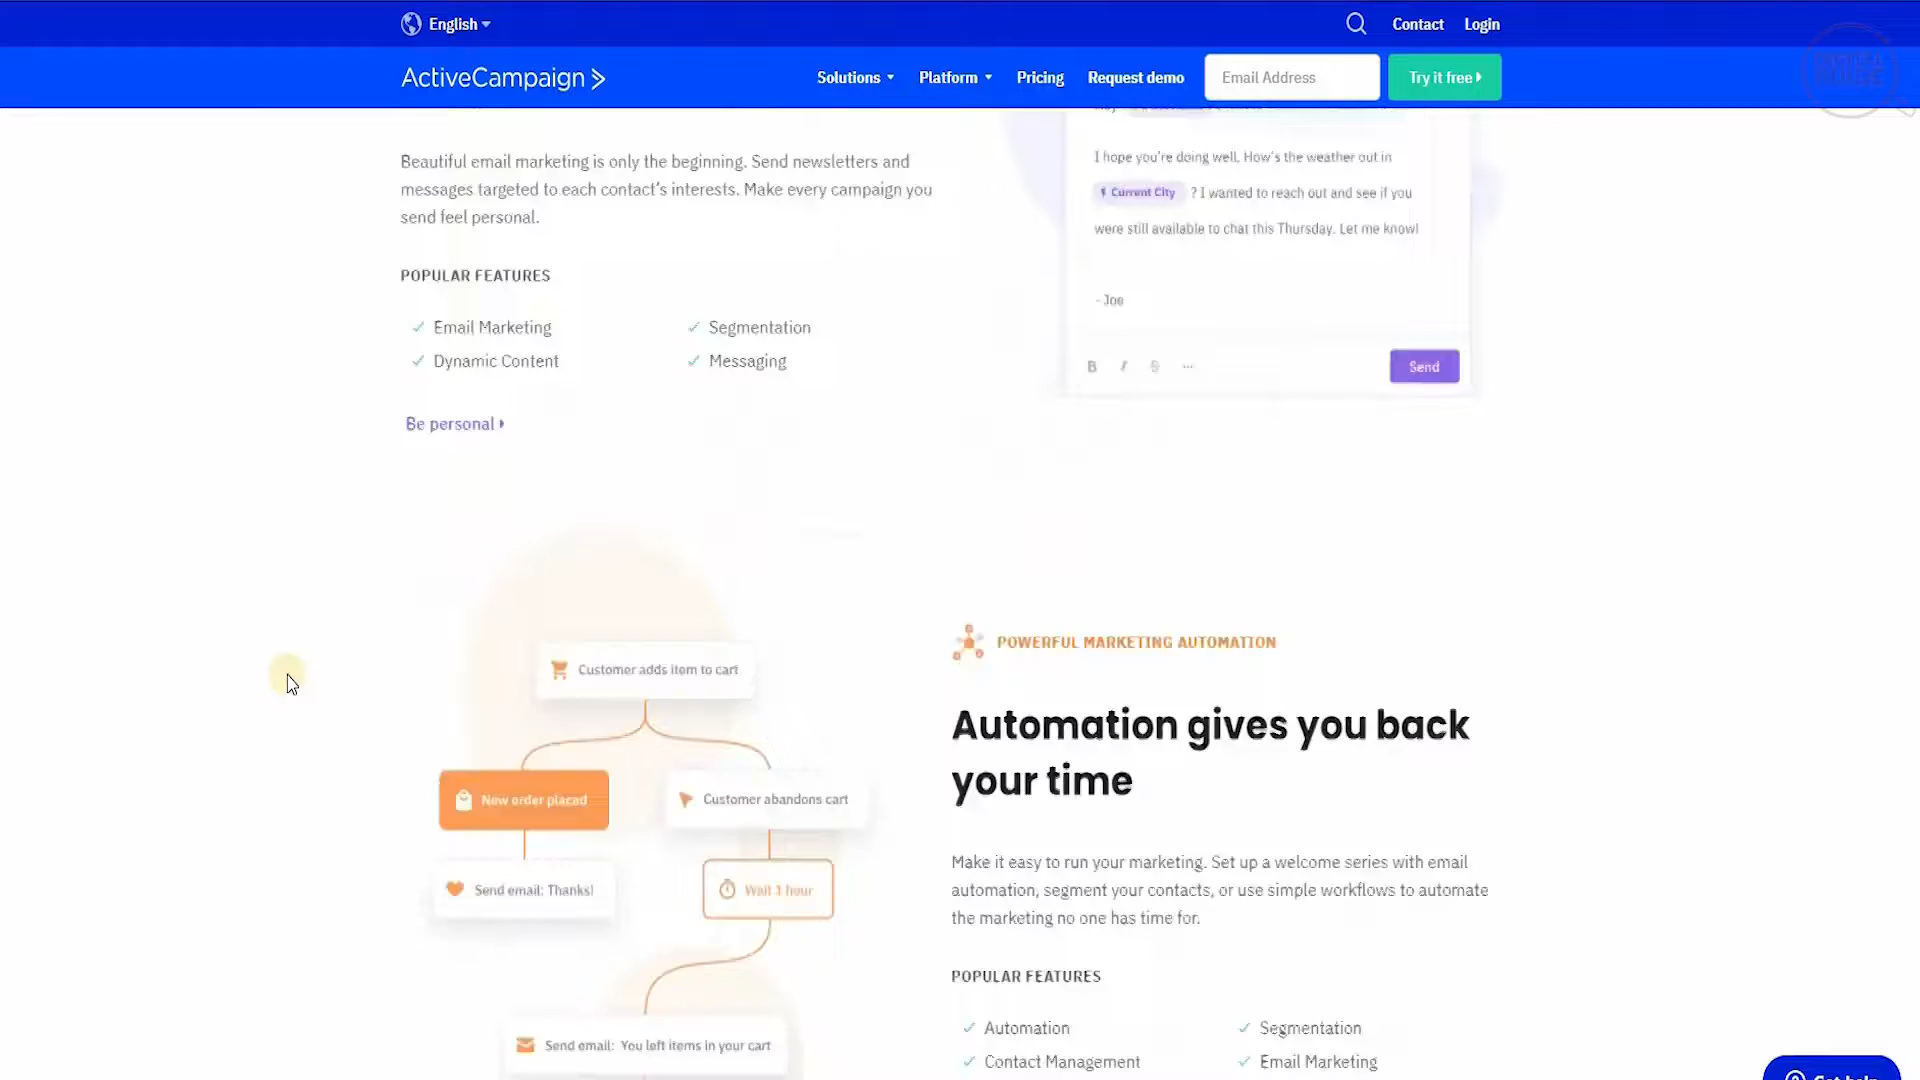 English
Contact
Login
ActiveCampaign
Solutions
Platform
Pricing
Request demo
Email Address
Try it free
Beautiful email marketing is only the beginning. Send newsletters and
messages targeted to each contact's interests. Make every campaign you
send feel personal.
POPULAR FEATURES
Email Marketing
Segmentation
Dynamic Content
Messaging
Be personal
I hope you're doing well. How's the weather out in
Current City ? I wanted to reach out and see if you
were still available to chat this Thursday. Let me know!
- Joe
B I S ...
Send
Customer adds item to cart
New order placed
Customer abandons cart
Send email: Thanks!
Wait 1 hour
Send email: You left items in your cart
POWERFUL MARKETING AUTOMATION
Automation gives you back
your time
Make it easy to run your marketing. Set up a welcome series with email
automation, segment your contacts, or use simple workflows to automate
the marketing no one has time for.
POPULAR FEATURES
Automation
Segmentation
Contact Management
Email Marketing
Get help